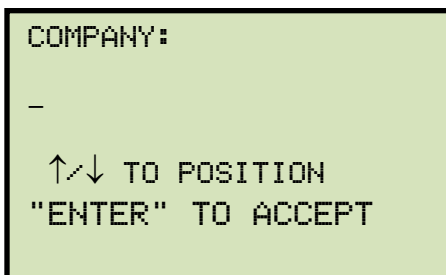 COMPANY:
_
↑/↓ TO POSITION
"ENTER" TO ACCEPT